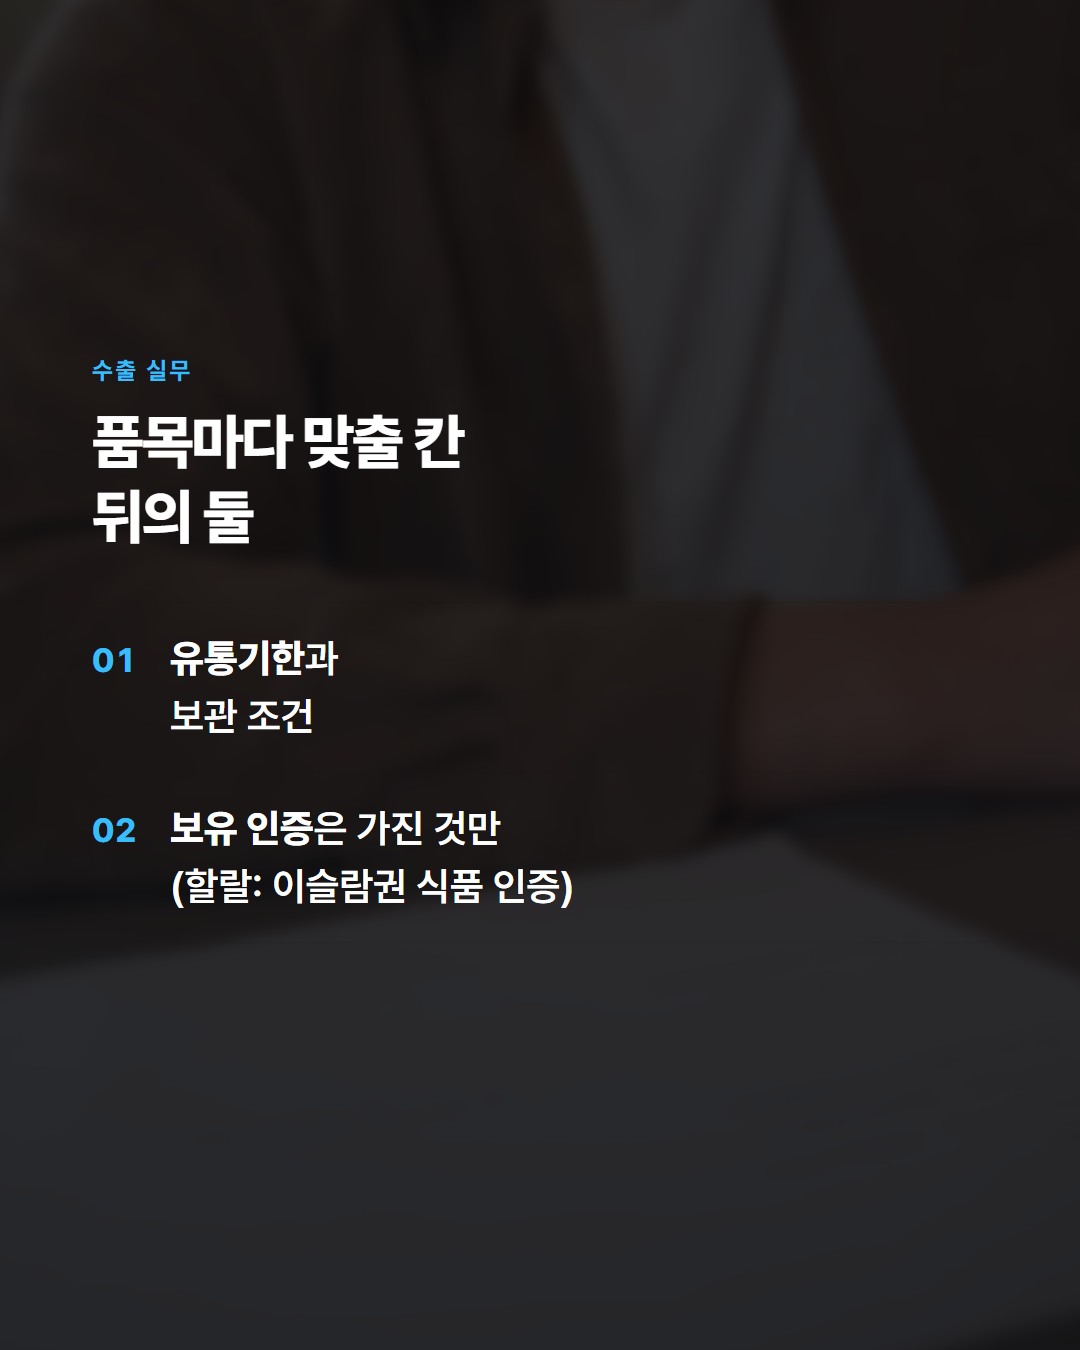 수출 실무
품목마다 맞출 칸
뒤의 둘
01 유통기한과
보관 조건
02 보유 인증은 가진 것만
(할랄: 이슬람권 식품 인증)